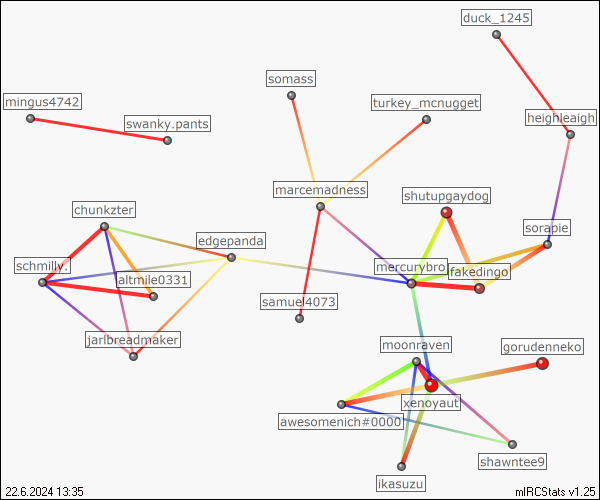 duck_1245
somass
mingus4742
turkey_mcnugget
swanky.pants
heighleaigh
marcemadness
shutupgaydog
chunkzter
sorapie
edgepanda
schmilly.
mercurybro
fakedingo
altmile0331
samuel4073
jarlbreadmaker
moonraven
gorudenneko
xenoyaut
awesomenich#0000
shawntee9
ikasuzu
22.6.2024 13:35
mIRCStats v1.25